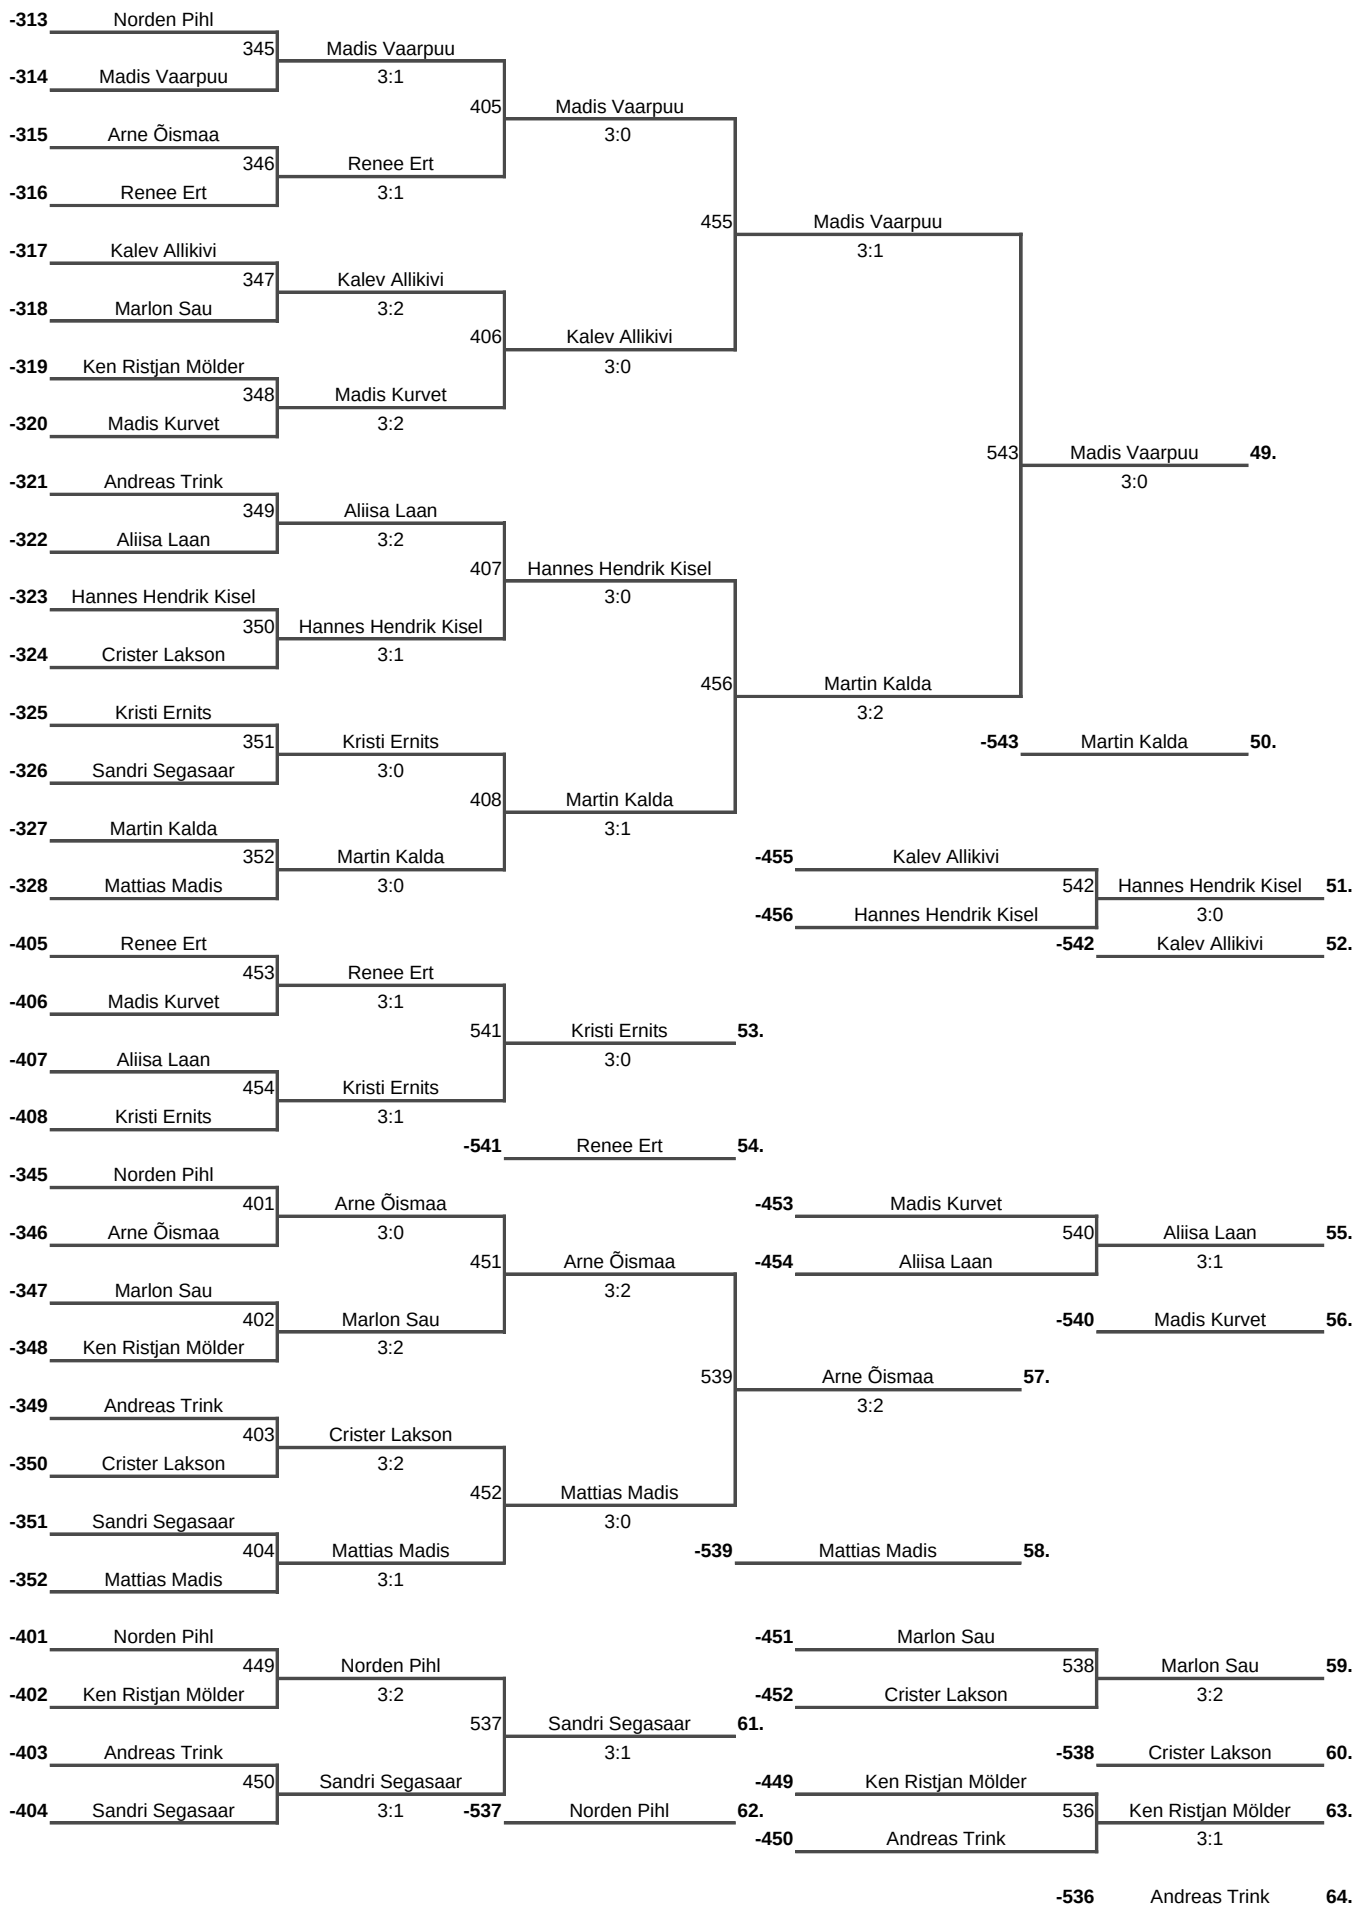 -313 Norden Pihl
345 Madis Vaarpuu
-314 Madis Vaarpuu 3:1
405 Madis Vaarpuu
-315 Arne Õismaa 3:0
346 Renee Ert
-316 Renee Ert 3:1
455 Madis Vaarpuu
-317 Kalev Allikivi 3:1
347 Kalev Allikivi
-318 Marlon Sau 3:2
406 Kalev Allikivi
-319 Ken Ristjan Mölder 3:0
348 Madis Kurvet
-320 Madis Kurvet 3:2
543 Madis Vaarpuu 49.
-321 Andreas Trink 3:0
349 Aliisa Laan
-322 Aliisa Laan 3:2
407 Hannes Hendrik Kisel
-323 Hannes Hendrik Kisel 3:0
350 Hannes Hendrik Kisel
-324 Crister Lakson 3:1
456 Martin Kalda
-325 Kristi Ernits 3:2
351 Kristi Ernits -543 Martin Kalda 50.
-326 Sandri Segasaar 3:0
408 Martin Kalda
-327 Martin Kalda 3:1
352 Martin Kalda -455 Kalev Allikivi
-328 Mattias Madis 3:0 542 Hannes Hendrik Kisel 51.
-456 Hannes Hendrik Kisel 3:0
-405 Renee Ert -542 Kalev Allikivi 52.
453 Renee Ert
-406 Madis Kurvet 3:1
541 Kristi Ernits 53.
-407 Aliisa Laan 3:0
454 Kristi Ernits
-408 Kristi Ernits 3:1
-541 Renee Ert 54.
-345 Norden Pihl
401 Arne Õismaa -453 Madis Kurvet
-346 Arne Õismaa 3:0 540 Aliisa Laan 55.
451 Arne Õismaa -454 Aliisa Laan 3:1
-347 Marlon Sau 3:2
402 Marlon Sau -540 Madis Kurvet 56.
-348 Ken Ristjan Mölder 3:2
539 Arne Õismaa 57.
-349 Andreas Trink 3:2
403 Crister Lakson
-350 Crister Lakson 3:2
452 Mattias Madis
-351 Sandri Segasaar 3:0
404 Mattias Madis -539 Mattias Madis 58.
-352 Mattias Madis 3:1
-401 Norden Pihl -451 Marlon Sau
449 Norden Pihl 538 Marlon Sau 59.
-402 Ken Ristjan Mölder 3:2 -452 Crister Lakson 3:2
537 Sandri Segasaar 61.
-403 Andreas Trink 3:1 -538 Crister Lakson 60.
450 Sandri Segasaar -449 Ken Ristjan Mölder
-404 Sandri Segasaar 3:1 -537 Norden Pihl 62. 536 Ken Ristjan Mölder 63.
-450 Andreas Trink 3:1
-536 Andreas Trink 64.